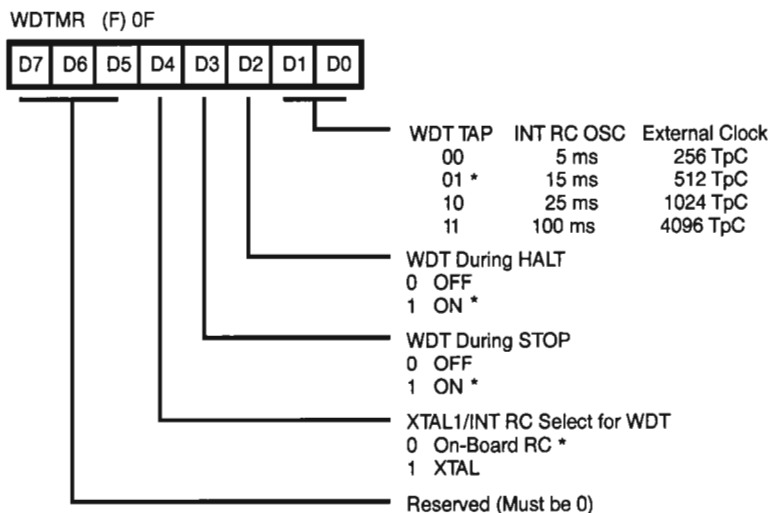 WDTMR (F) 0F
D7 D6 D5 D4 D3 D2 D1 D0
WDT TAP INT RC OSC External Clock
00 5 ms 256 TpC
01 * 15 ms 512 TpC
10 25 ms 1024 TpC
11 100 ms 4096 TpC
WDT During HALT
0 OFF
1 ON *
WDT During STOP
0 OFF
1 ON *
XTAL1/INT RC Select for WDT
0 On-Board RC *
1 XTAL
Reserved (Must be 0)